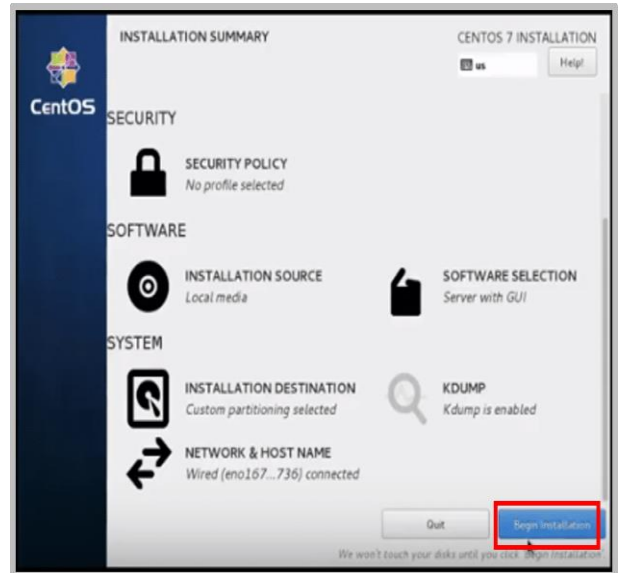 INSTALLATION SUMMARY
CENTOS 7 INSTALLATION
us
Help!
CentOS
SECURITY
SECURITY POLICY
No profile selected
SOFTWARE
INSTALLATION SOURCE
Local media
SOFTWARE SELECTION
Server with GUI
SYSTEM
INSTALLATION DESTINATION
Custom partitioning selected
KDUMP
Kdump is enabled
NETWORK & HOST NAME
Wired (eno167...736) connected
Quit
Begin Installation
We won't touch your disks until you click 'Begin Installation'.